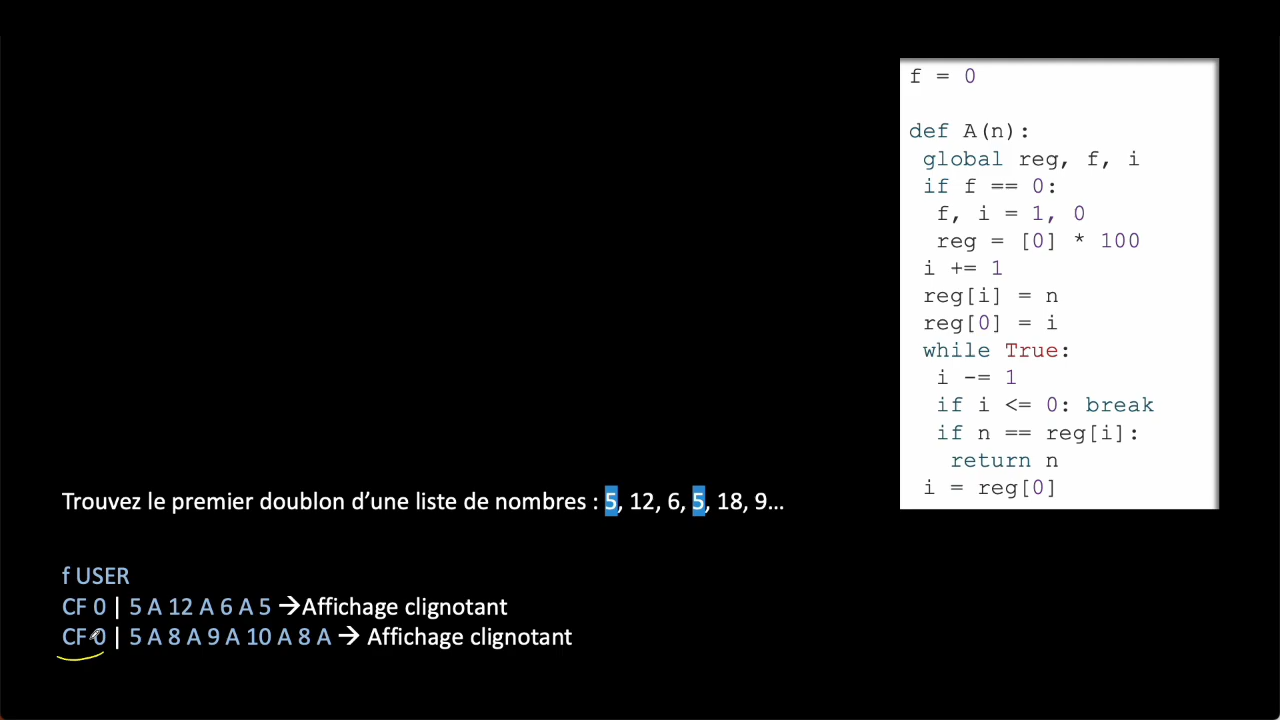 f = 0
def A(n):
global reg, f, i
if f == 0:
f, i = 1, 0
reg = [0] * 100
i += 1
reg[i] = n
reg[0] = i
while True:
i -= 1
if i <= 0: break
if n == reg[i]:
return n
i = reg[0]
Trouvez le premier doublon d’une liste de nombres : 5, 12, 6, 5, 18, 9…
f USER
CF 0 | 5 A 12 A 6 A 5 →Affichage clignotant
CF 0 | 5 A 8 A 9 A 10 A 8 A → Affichage clignotant